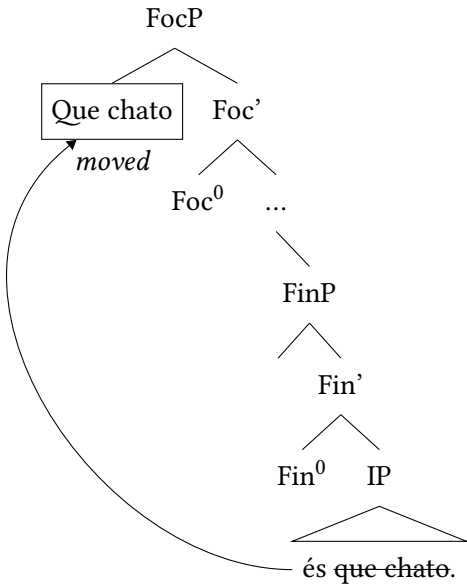 FocP
Que chato Foc’
moved
Foc⁰ ...
FinP
Fin’
Fin⁰ IP
és que chato.